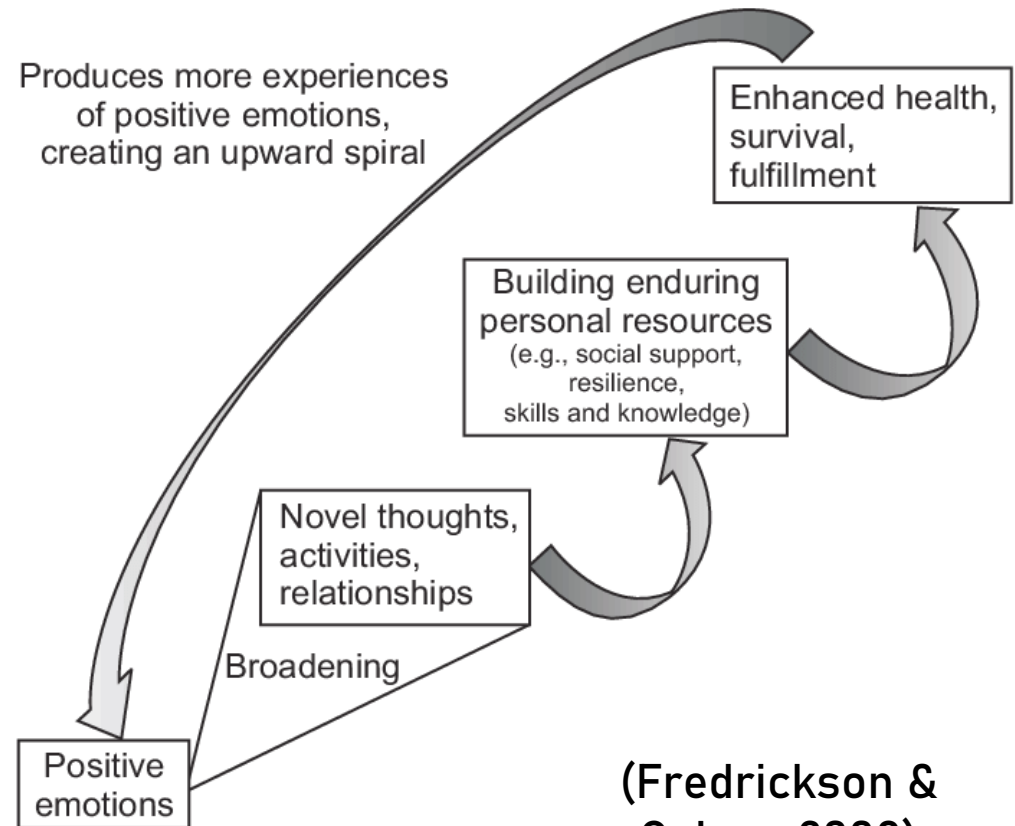 Produces more experiences
of positive emotions,
creating an upward spiral
Enhanced health,
survival,
fulfillment
Building enduring
personal resources
(e.g., social support,
resilience,
skills and knowledge)
Novel thoughts,
activities,
relationships
Broadening
Positive
emotions
(Fredrickson &